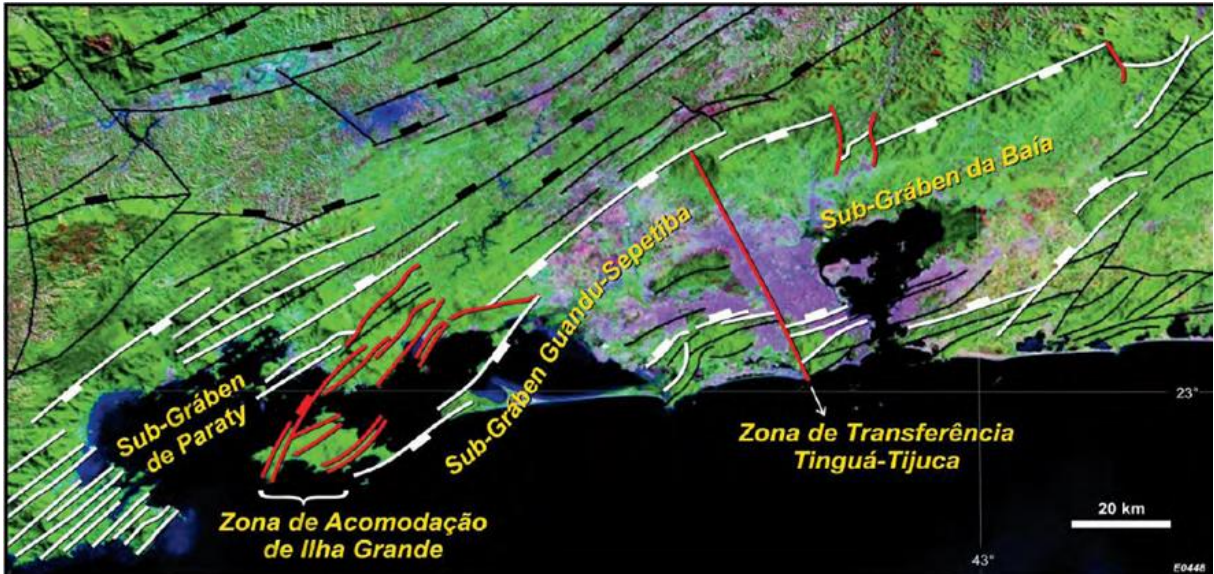 Sub-Gráben da Baía
Sub-Gráben Guandu-Sepetiba
Sub-Gráben
de Paraty
23°
Zona de Transferência
Tinguá-Tijuca
Zona de Acomodação
de Ilha Grande
20 km
43°
E0448